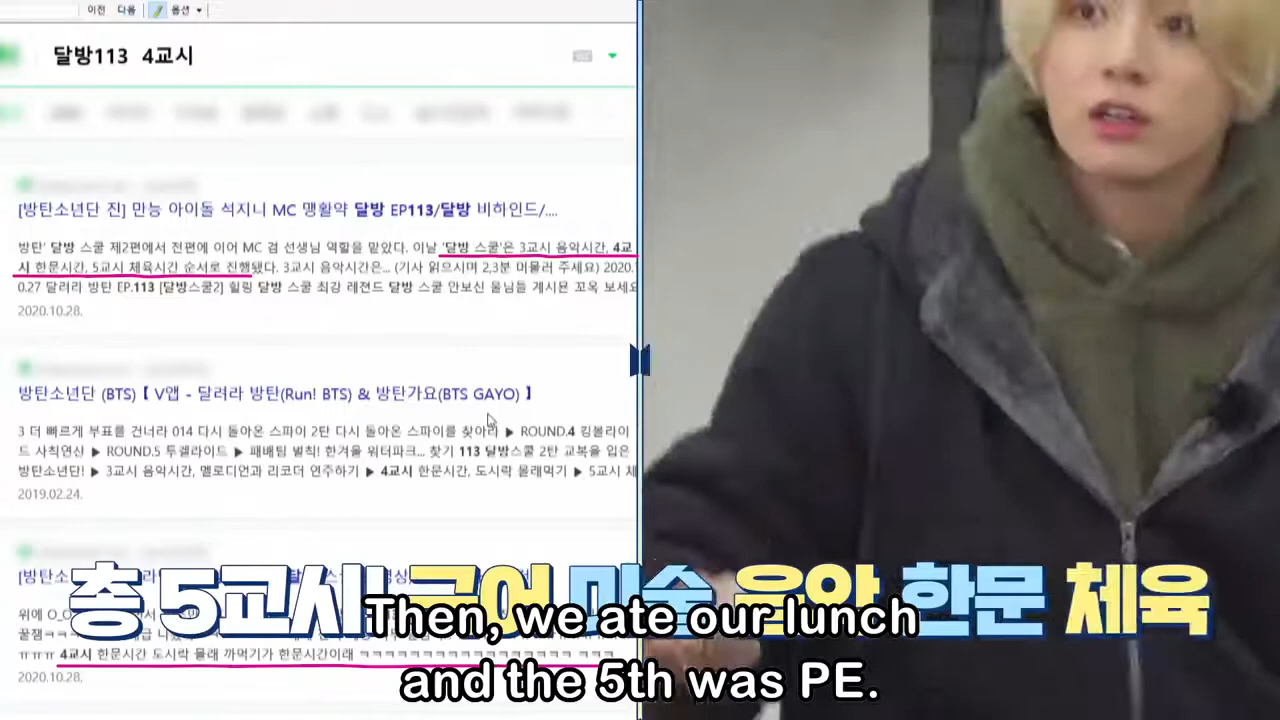 이전 다음 옵션
달방113 4교시
[방탄소년단 진] 만능 아이돌 석지니 MC 맹활약 달방 EP113/달방 비하인드/....
방탄' 달방 스쿨 제2편에서 전편에 이어 MC 겸 선생님 역할을 맡았다. 이날 '달방 스쿨'은 3교시 음악시간, 4교
시 한문시간, 5교시 체육시간 순서로 진행됐다. 3교시 음악시간은... (기사 읽으시며 2,3분 머물러 주세요) 2020.
0.27 달려라 방탄 EP.113 [달방스쿨2] 힐링 달방 스쿨 최강 레젼드 달방 스쿨 안보신 울님들 계시묜 꼬옥 보세요
2020.10.28.
방탄소년단 (BTS)【 V앱 - 달려라 방탄(Run! BTS) & 방탄가요(BTS GAYO) 】
3 더 빠르게 부표를 건너라 014 다시 돌아온 스파이 2탄 다시 돌아온 스파이를 찾아라 ▶ ROUND.4 킹볼라이
드 사칙연산 ▶ ROUND.5 투켈라이트 ▶ 패배팀 벌칙! 한겨울 워터파크... 찾기 113 달방스쿨 2탄 교복을 입은
방탄소년단! ▶ 3교시 음악시간, 멜로디언과 리코더 연주하기 ▶ 4교시 한문시간, 도시락 몰래먹기 ▶ 5교시 체
2019.02.24.
총 5교시! 국어 미술 음악 한문 체육
Then, we ate our lunch
and the 5th was PE.
ㅠㅠㅠ 4교시 한문시간 도시락 몰래 까먹기가 한문시간이래
2020.10.28.